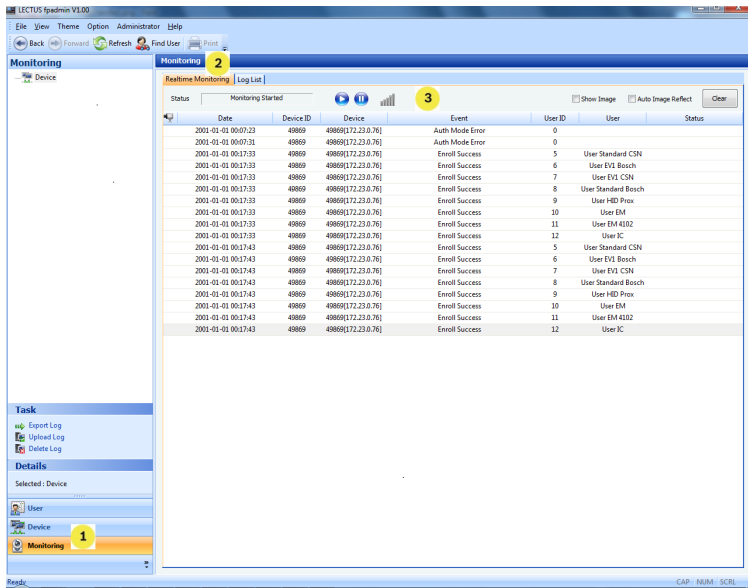 LECTUS fpadmin V1.00
File View Theme Option Administrator Help
Back Forward Refresh Find User Print
Monitoring
Device
Monitoring 2
Realtime Monitoring Log List
Status Monitoring Started 3 Show Image Auto Image Reflect Clear
Date Device ID Device Event User ID User Status
2001-01-01 00:07:23 49869 49869[172.23.0.76] Auth Mode Error 0
2001-01-01 00:07:31 49869 49869[172.23.0.76] Auth Mode Error 0
2001-01-01 00:17:33 49869 49869[172.23.0.76] Enroll Success 5 User Standard CSN
2001-01-01 00:17:33 49869 49869[172.23.0.76] Enroll Success 6 User EV1 Bosch
2001-01-01 00:17:33 49869 49869[172.23.0.76] Enroll Success 7 User EV1 CSN
2001-01-01 00:17:33 49869 49869[172.23.0.76] Enroll Success 8 User Standard Bosch
2001-01-01 00:17:33 49869 49869[172.23.0.76] Enroll Success 9 User HID Prox
2001-01-01 00:17:33 49869 49869[172.23.0.76] Enroll Success 10 User EM
2001-01-01 00:17:33 49869 49869[172.23.0.76] Enroll Success 11 User EM 4102
2001-01-01 00:17:33 49869 49869[172.23.0.76] Enroll Success 12 User IC
2001-01-01 00:17:43 49869 49869[172.23.0.76] Enroll Success 5 User Standard CSN
2001-01-01 00:17:43 49869 49869[172.23.0.76] Enroll Success 6 User EV1 Bosch
2001-01-01 00:17:43 49869 49869[172.23.0.76] Enroll Success 7 User EV1 CSN
2001-01-01 00:17:43 49869 49869[172.23.0.76] Enroll Success 8 User Standard Bosch
2001-01-01 00:17:43 49869 49869[172.23.0.76] Enroll Success 9 User HID Prox
2001-01-01 00:17:43 49869 49869[172.23.0.76] Enroll Success 10 User EM
2001-01-01 00:17:43 49869 49869[172.23.0.76] Enroll Success 11 User EM 4102
2001-01-01 00:17:43 49869 49869[172.23.0.76] Enroll Success 12 User IC
Task
Export Log
Upload Log
Delete Log
Details
Selected : Device
User
Device
1
Monitoring
Ready CAP NUM SCRL